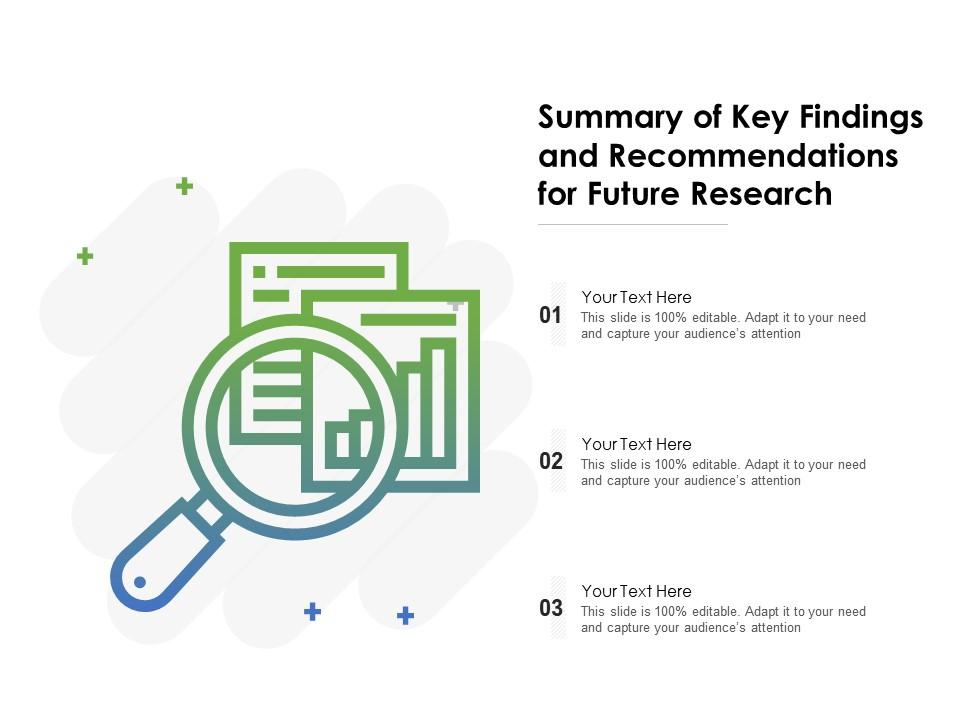 Summary of Key Findings
and Recommendations
for Future Research
01
Your Text Here
This slide is 100% editable. Adapt it to your need
and capture your audience's attention
02
Your Text Here
This slide is 100% editable. Adapt it to your need
and capture your audience's attention
03
Your Text Here
This slide is 100% editable. Adapt it to your need
and capture your audience's attention